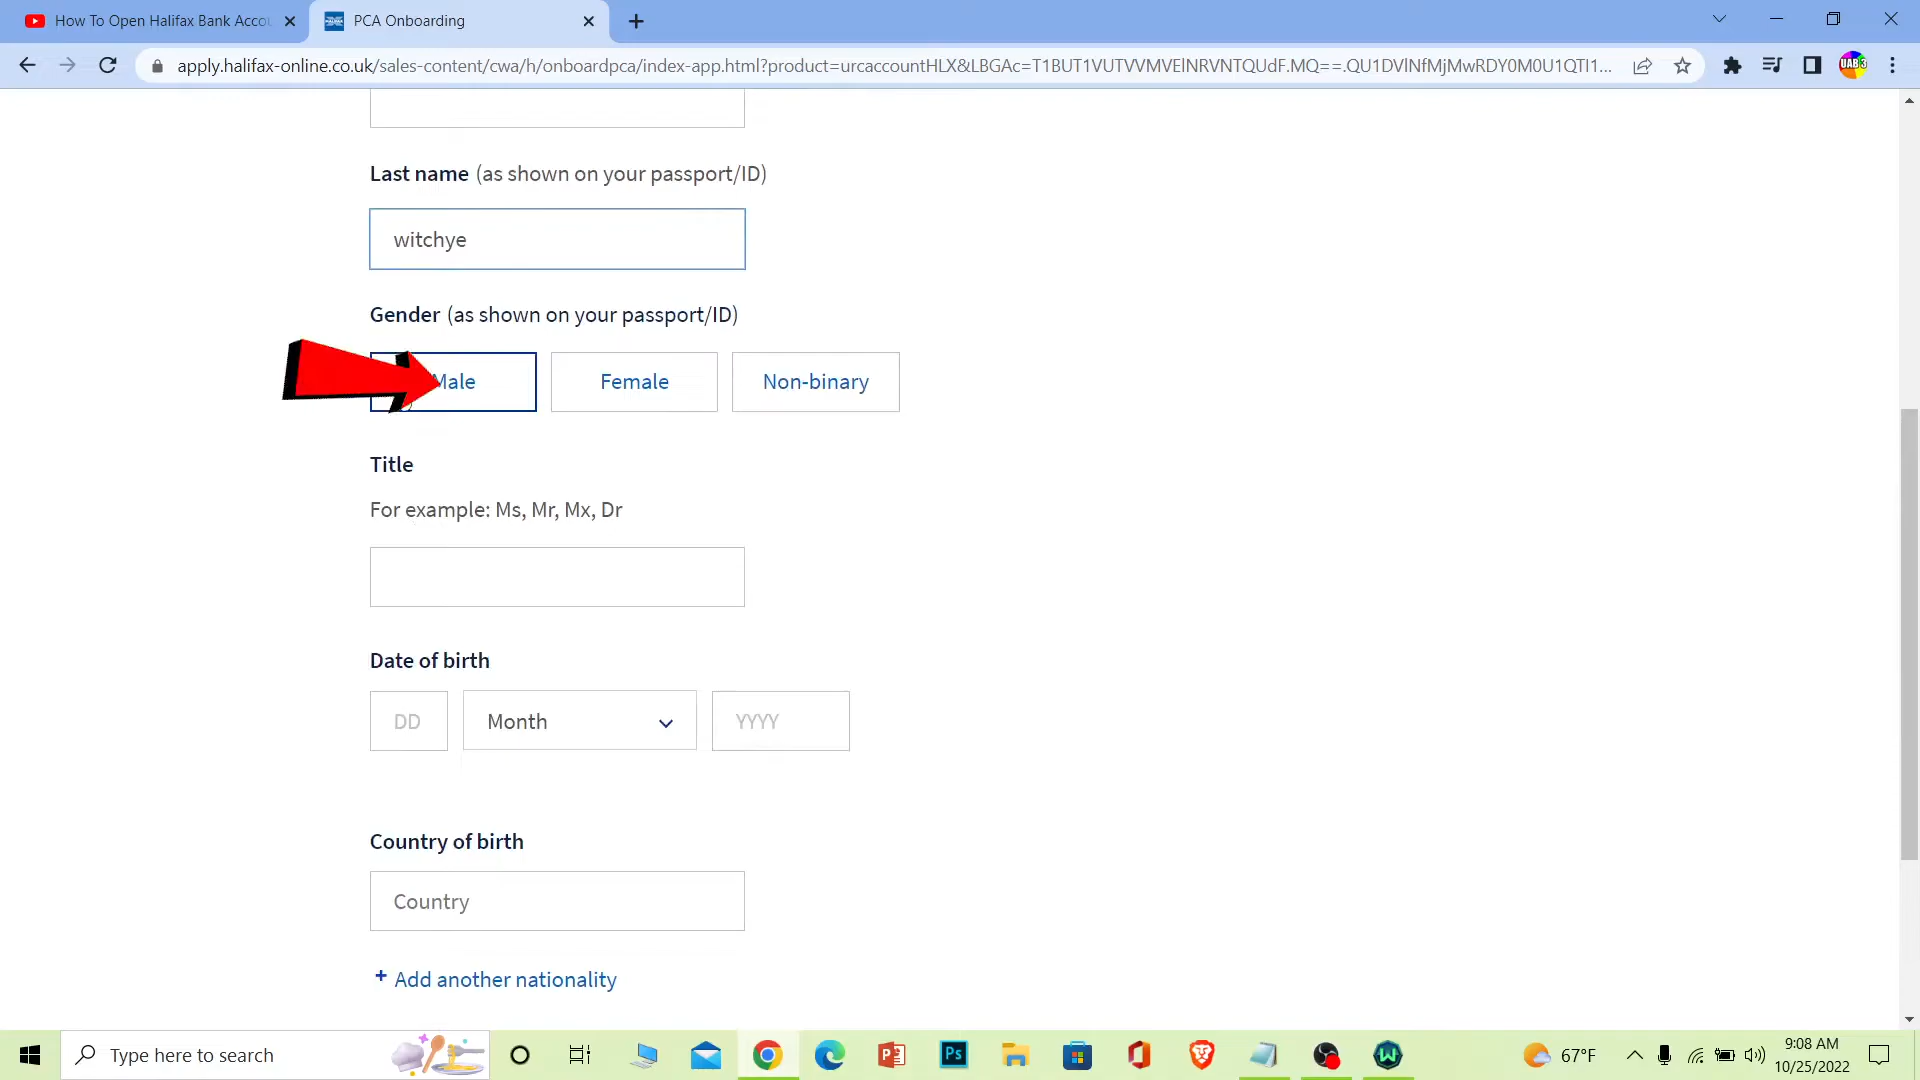 How To Open Halifax Bank Accou
PCA Onboarding
apply.halifax-online.co.uk/sales-content/cwa/h/onboardpca/index-app.html?product=urcaccountHLX&LBGAc=T1BUT1VUTVVMVElNRVNTQUdF.MQ==.QU1DVlNfMjMwRDY0M0U1QTI1...
UAB 3
Last name (as shown on your passport/ID)
witchye
Gender (as shown on your passport/ID)
Male Female Non-binary
Title
For example: Ms, Mr, Mx, Dr
Date of birth
DD Month YYYY
Country of birth
Country
+ Add another nationality
Type here to search
Ps
67°F
9:08 AM
10/25/2022